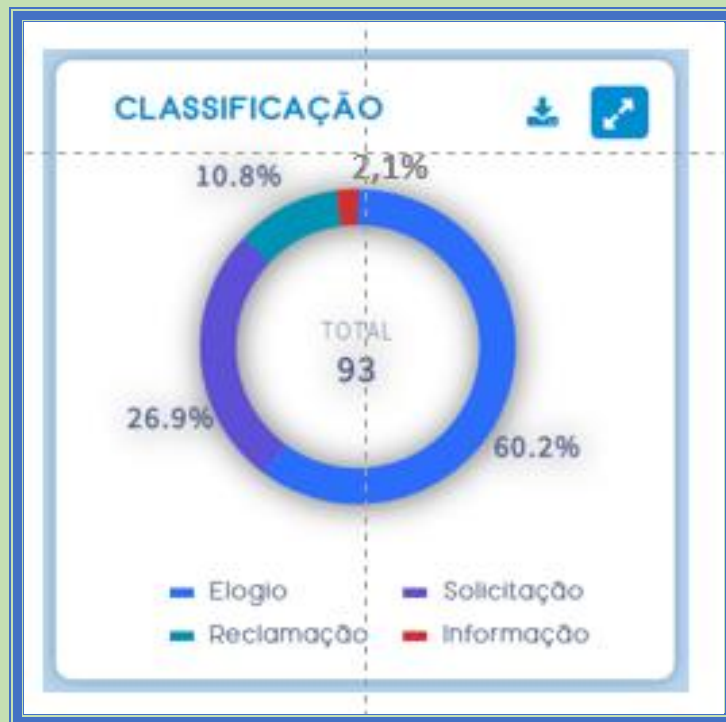 CLASSIFICAÇÃO
10.8%
2,1%
TOTAL
93
26.9%
60.2%
Elogio
Solicitação
Reclamação
Informação